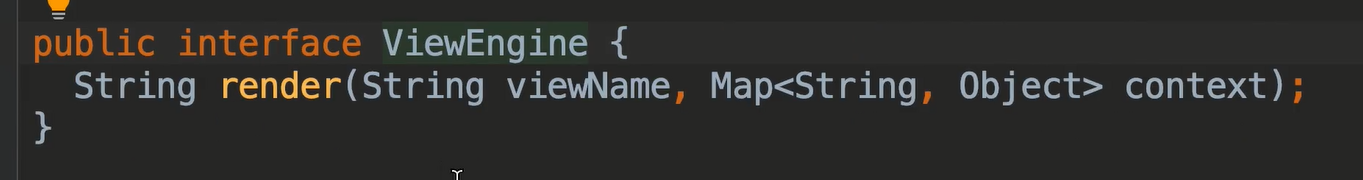 public interface ViewEngine {
  String render(String viewName, Map<String, Object> context);
}